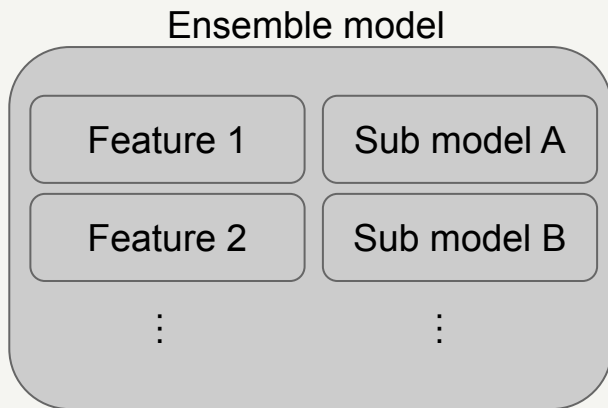 Ensemble model
Feature 1
Sub model A
Feature 2
Sub model B
⋮
⋮